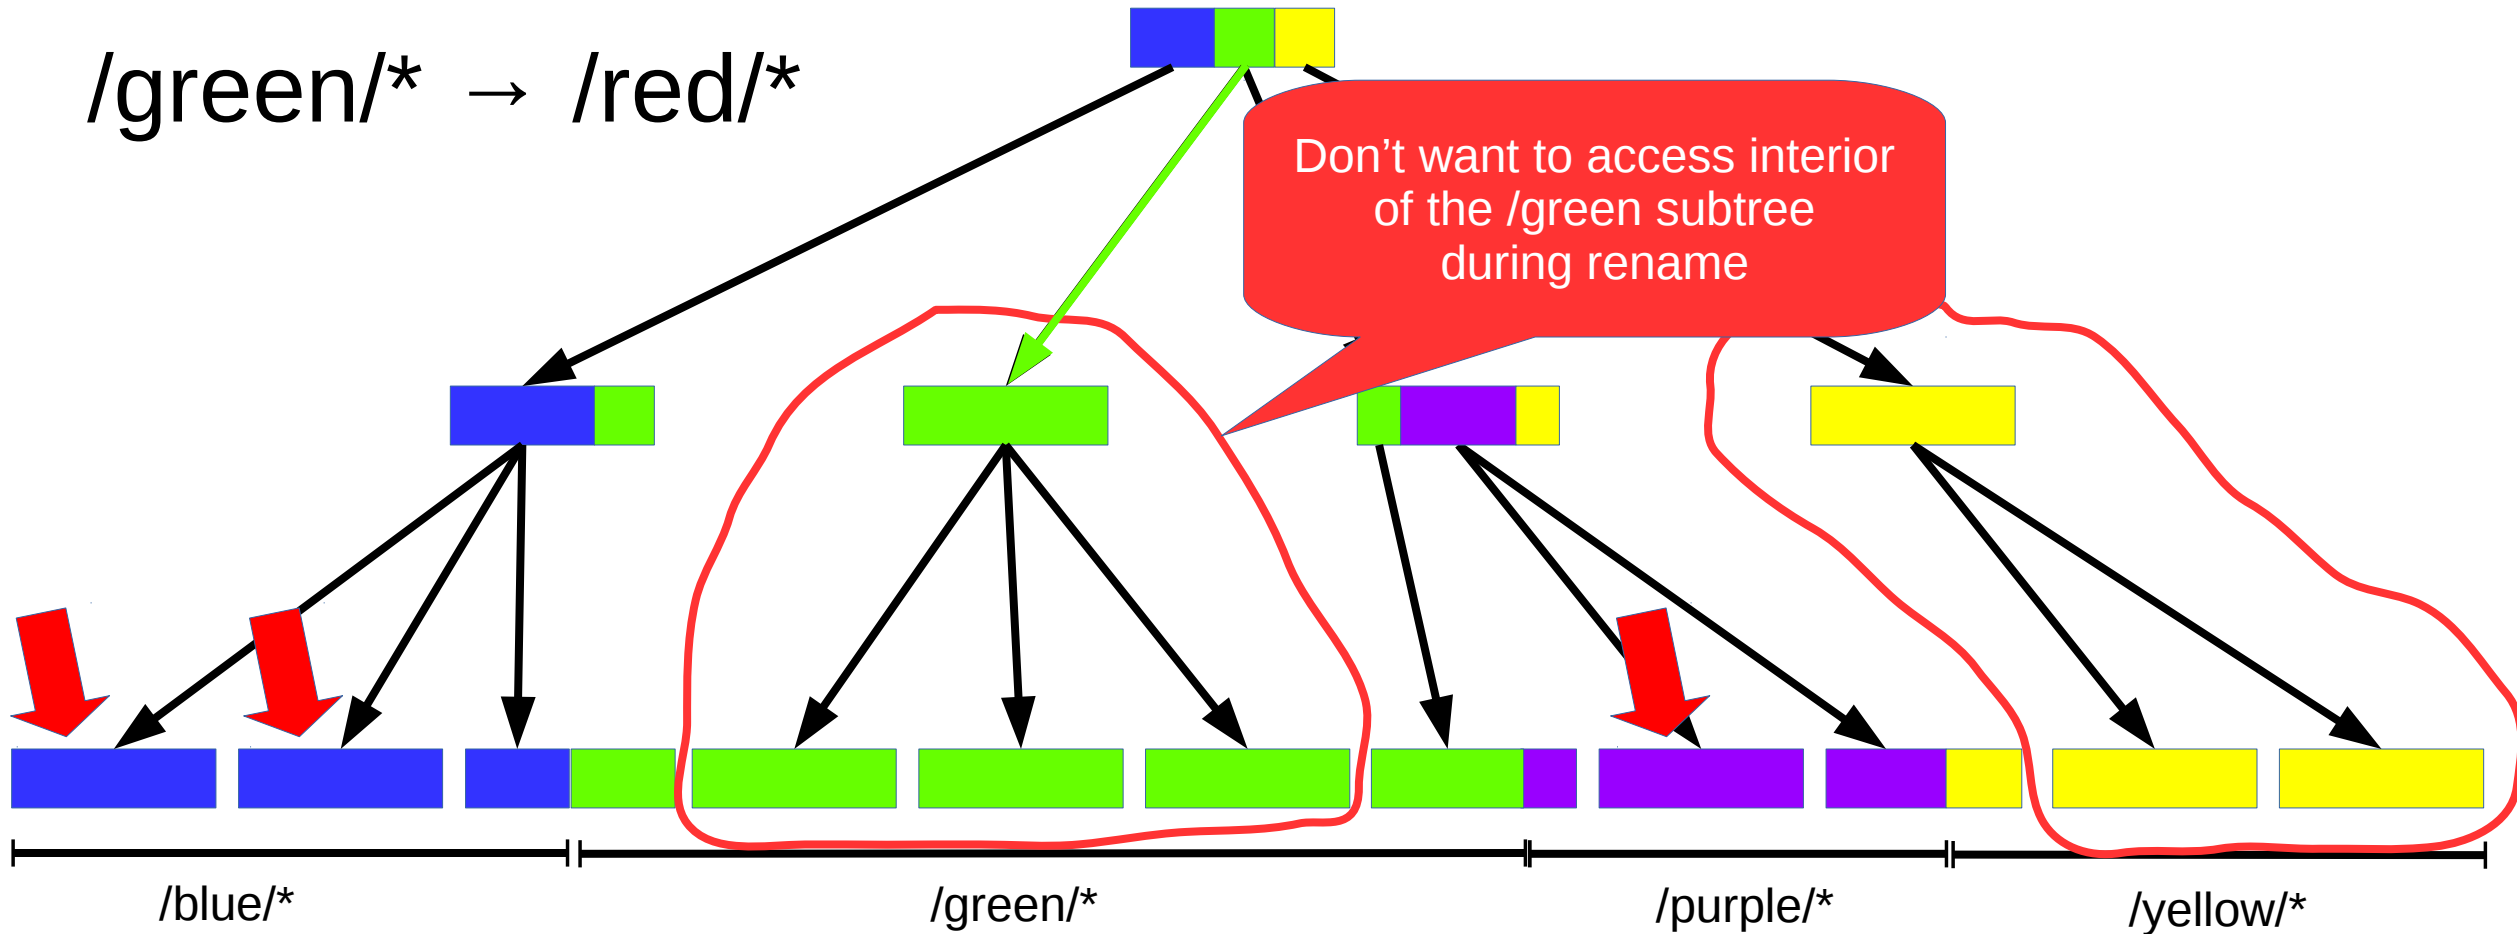 /green/* → /red/*
Don’t want to access interior
of the /green subtree
during rename
/blue/*
/green/*
/purple/*
/yellow/*